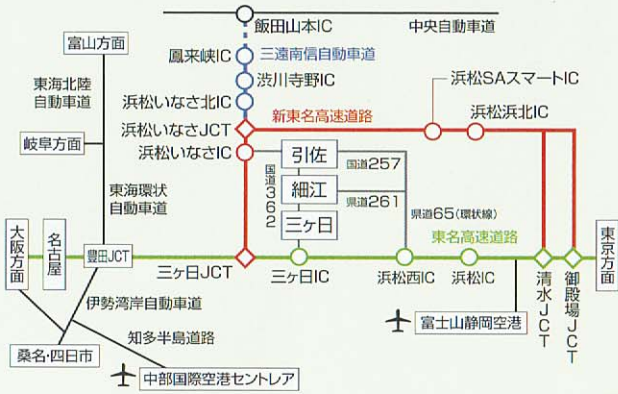 飯田山本IC
中央自動車道
富山方面
鳳来峡IC
三遠南信自動車道
東海北陸
自動車道
渋川寺野IC
浜松SAスマートIC
浜松いなさ北IC
浜松浜北IC
新東名高速道路
浜松いなさJCT
岐阜方面
浜松いなさIC
引佐
国道257
国道362
細江
県道261
東海環状
自動車道
三ヶ日
県道65(環状線)
大阪方面
名古屋
東名高速道路
東京方面
豊田JCT
三ヶ日JCT
三ヶ日IC
浜松西IC
浜松IC
清水JCT
御殿場JCT
伊勢湾岸自動車道
富士山静岡空港
知多半島道路
桑名・四日市
中部国際空港セントレア